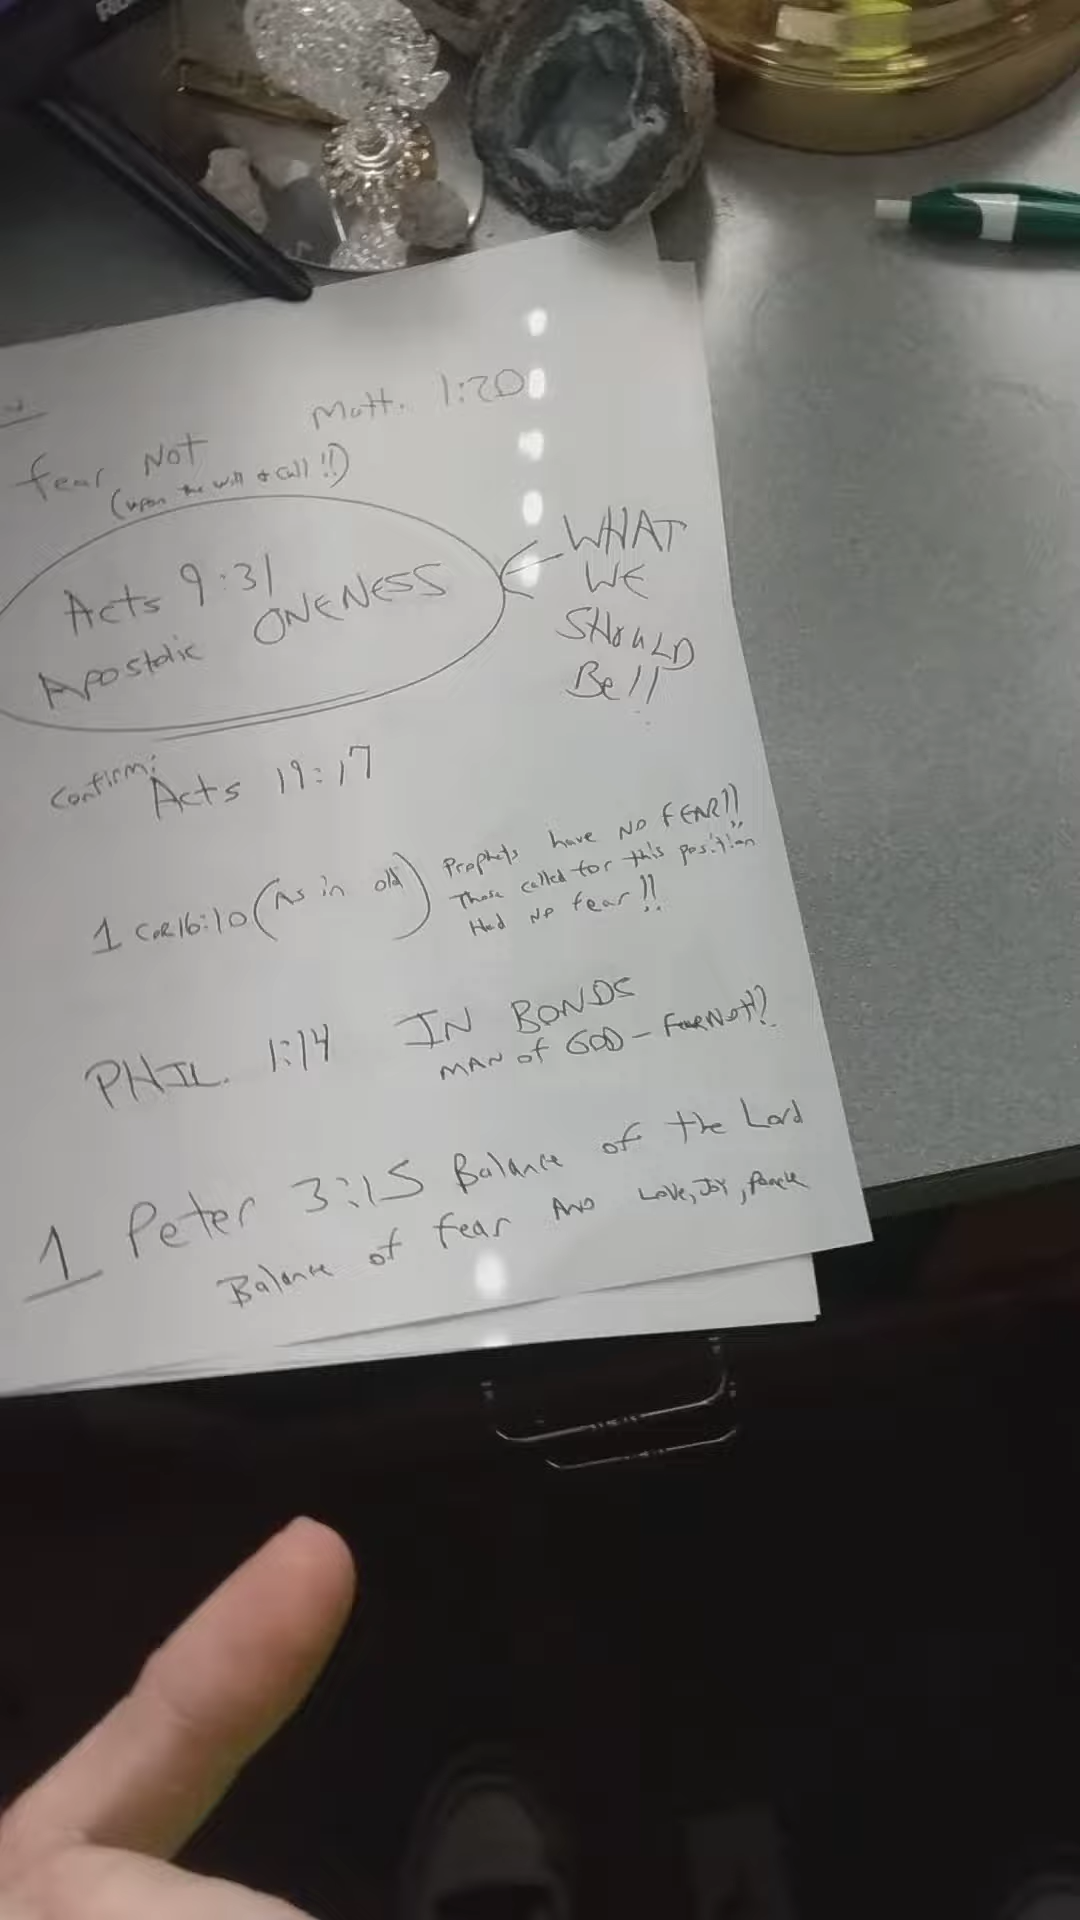 Matt. 1:20
fear NOT
(upon the will & call!!)
Acts 9:31
Apostolic ONENESS
WHAT
WE
SHOULD
Be!!
Confirm:
Acts 19:17
1 COR 16:10 (As in old)
Prophets have NO FEAR!!
Those called for this position
Had No fear!!
PHIL. 1:14 IN BONDS
MAN of GOD - Fear Not!?
1 Peter 3:15 Balance of the Lord
Balance of fear AND Love, Joy, Peace